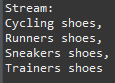 Stream:
Cycling shoes,
Runners shoes,
Sneakers shoes,
Trainers shoes